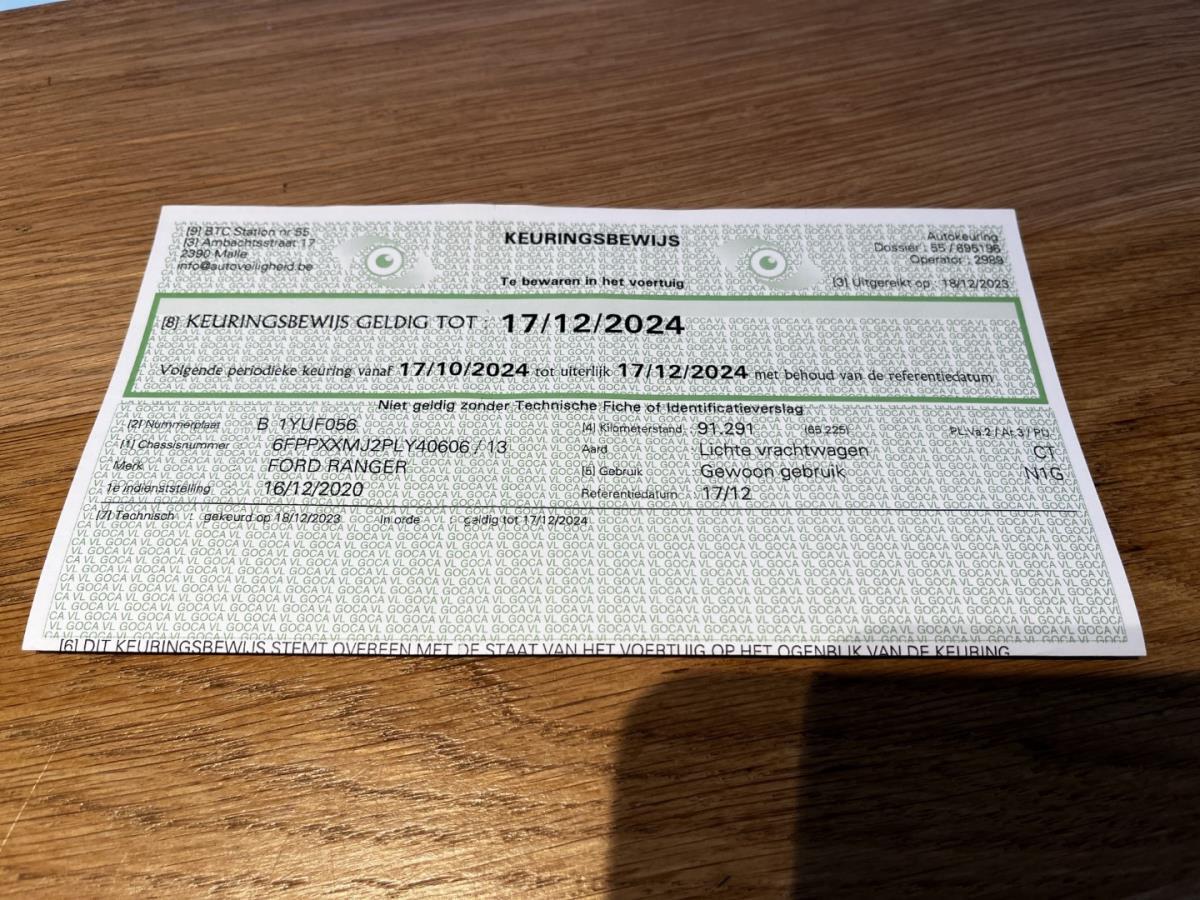 [9] BTC Station nr 55
[3] Ambachtsstraat 17
2390 Malle
info@autoveiligheid.be
KEURINGSBEWIJS
Te bewaren in het voertuig
Autokeuring
Dossier : 55 / 895196
Operator : 2989
[3] Uitgereikt op : 18/12/2023
[8] KEURINGSBEWIJS GELDIG TOT : 17/12/2024
Volgende periodieke keuring vanaf 17/10/2024 tot uiterlijk 17/12/2024 met behoud van de referentiedatum
Niet geldig zonder Technische Fiche of Identificatieverslag
[2] Nummerplaat B 1YUF056 [4] Kilometerstand : 91.291 (65 225) PL.Va.2 / Ar.3 / PU.
[1] Chassisnummer 6FPPXXMJ2PLY40606 / 13 Aard Lichte vrachtwagen CT
Merk FORD RANGER [5] Gebruik Gewoon gebruik N1G
1e indienststelling 16/12/2020 Referentiedatum 17/12
[7] Technisch gekeurd op 18/12/2023 In orde geldig tot 17/12/2024
[6] DIT KEURINGSBEWIJS STEMT OVEREEN MET DE STAAT VAN HET VOERTUIG OP HET OGENBLIK VAN DE KEURING